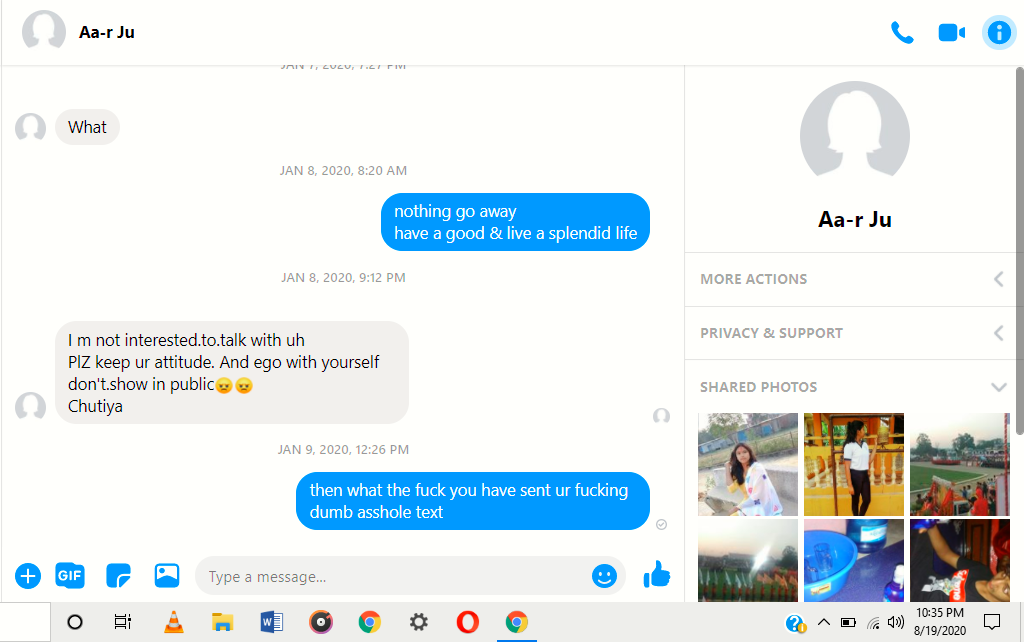 Aa-r Ju
JAN 7, 2020, 7:27 PM
What
JAN 8, 2020, 8:20 AM
nothing go away
have a good & live a splendid life
JAN 8, 2020, 9:12 PM
I m not interested.to.talk with uh
PlZ keep ur attitude. And ego with yourself
don't.show in public😠😠
Chutiya
JAN 9, 2020, 12:26 PM
then what the fuck you have sent ur fucking
dumb asshole text
GIF
Type a message...
Aa-r Ju
MORE ACTIONS
PRIVACY & SUPPORT
SHARED PHOTOS
10:35 PM
8/19/2020